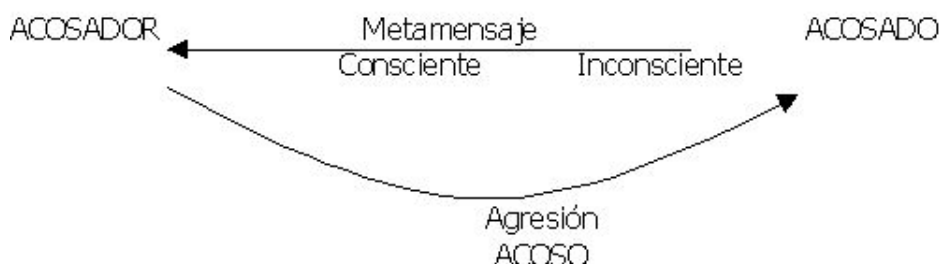 ACOSADOR Metamensaje ACOSADO
Consciente Inconsciente
Agresión
ACOSO